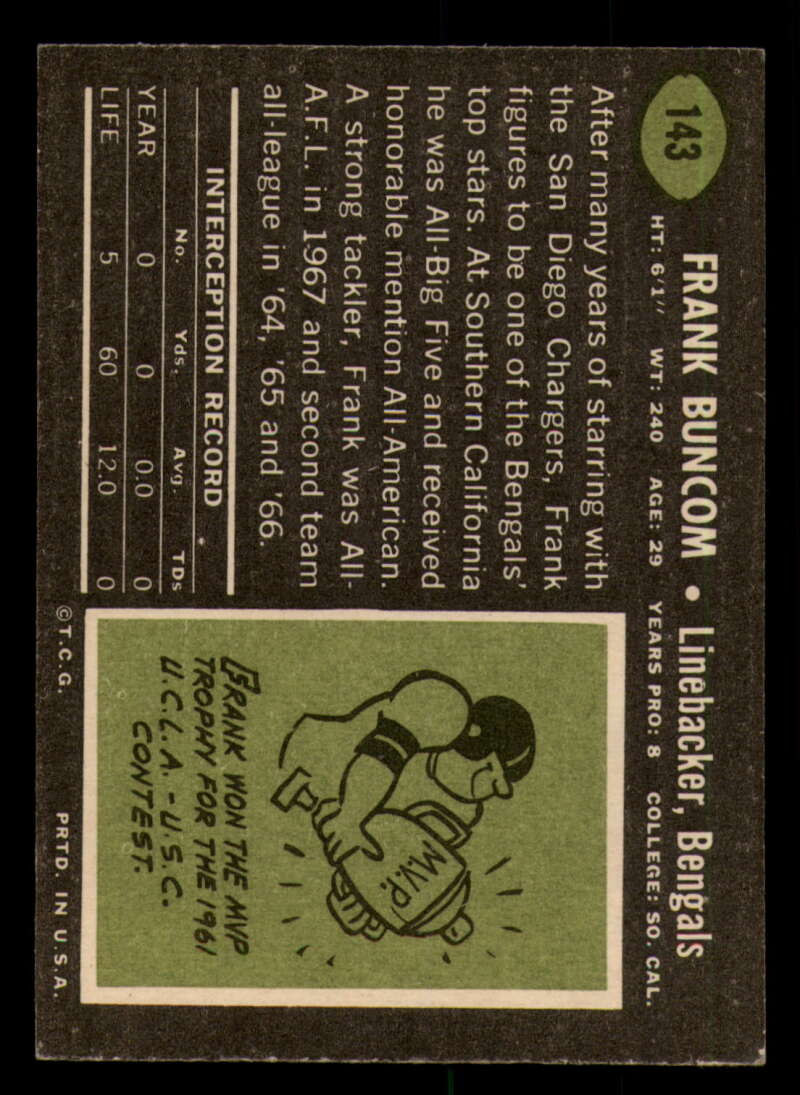 143
FRANK BUNCOM • Linebacker, Bengals
HT: 6'1" WT: 240 AGE: 29 YEARS PRO: 8 COLLEGE: SO. CAL.
After many years of starring with
the San Diego Chargers, Frank
figures to be one of the Bengals'
top stars. At Southern California
he was All-Big Five and received
honorable mention All-American.
A strong tackler, Frank was All-
A.F.L. in 1967 and second team
all-league in '64, '65 and '66.
INTERCEPTION RECORD
No. Yds. Avg. TDs
YEAR 0 0 0.0 0
LIFE 5 60 12.0 0
M.V.P.
FRANK WON THE MVP
TROPHY FOR THE 1961
U.C.L.A. - U.S.C.
CONTEST.
©T.C.G. PRTD. IN U.S.A.